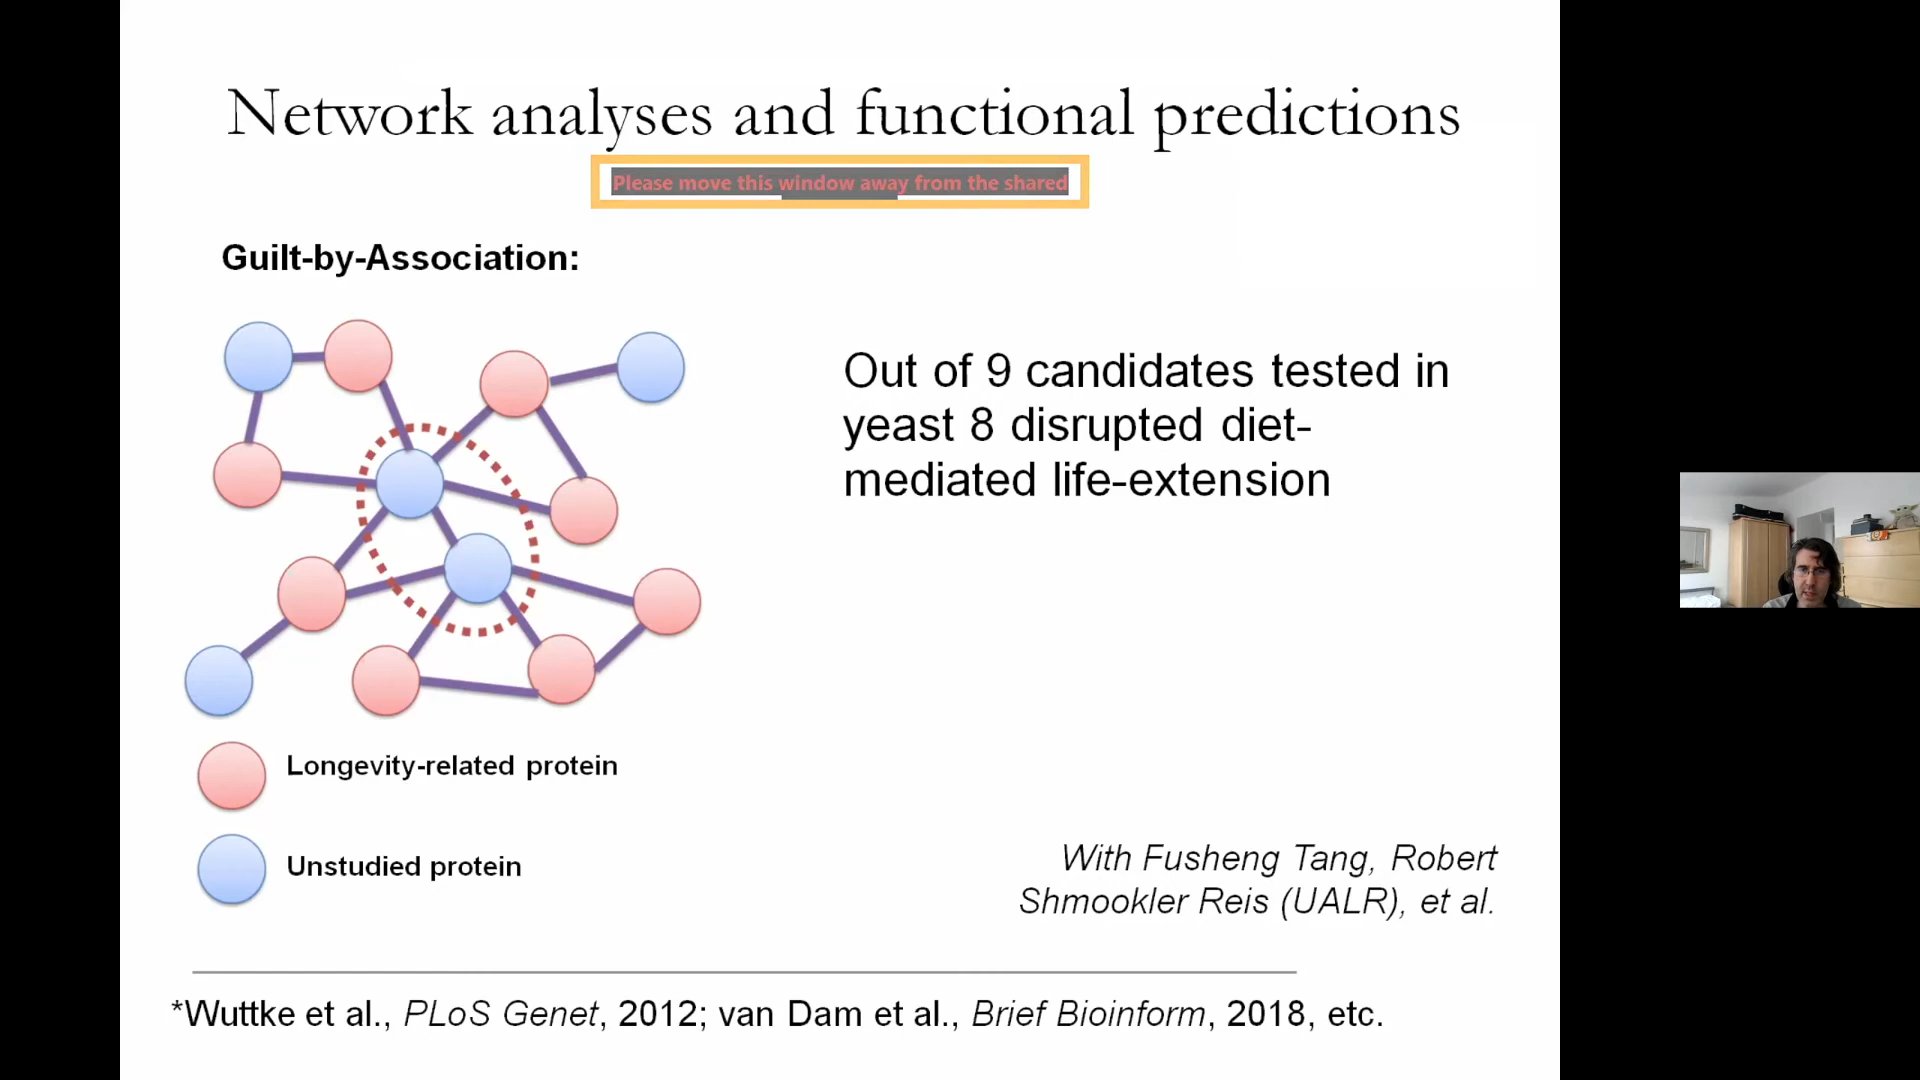 Network analyses and functional predictions
Please move this window away from the shared
Guilt-by-Association:
Out of 9 candidates tested in
yeast 8 disrupted diet-
mediated life-extension
Longevity-related protein
Unstudied protein
With Fusheng Tang, Robert
Shmookler Reis (UALR), et al.
*Wuttke et al., PLoS Genet, 2012; van Dam et al., Brief Bioinform, 2018, etc.